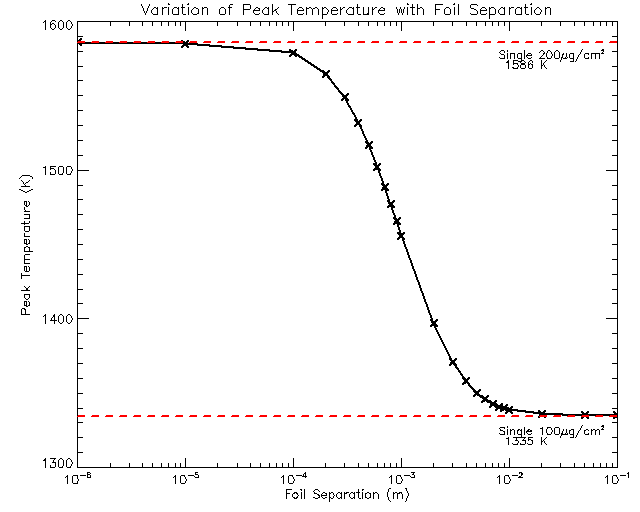 Variation of Peak Temperature with Foil Separation
1600
Single 200μg/cm²
1586 K
1500
Peak Temperature (K)
1400
Single 100μg/cm²
1335 K
1300
10⁻⁶ 10⁻⁵ 10⁻⁴ 10⁻³ 10⁻² 10⁻¹
Foil Separation (m)